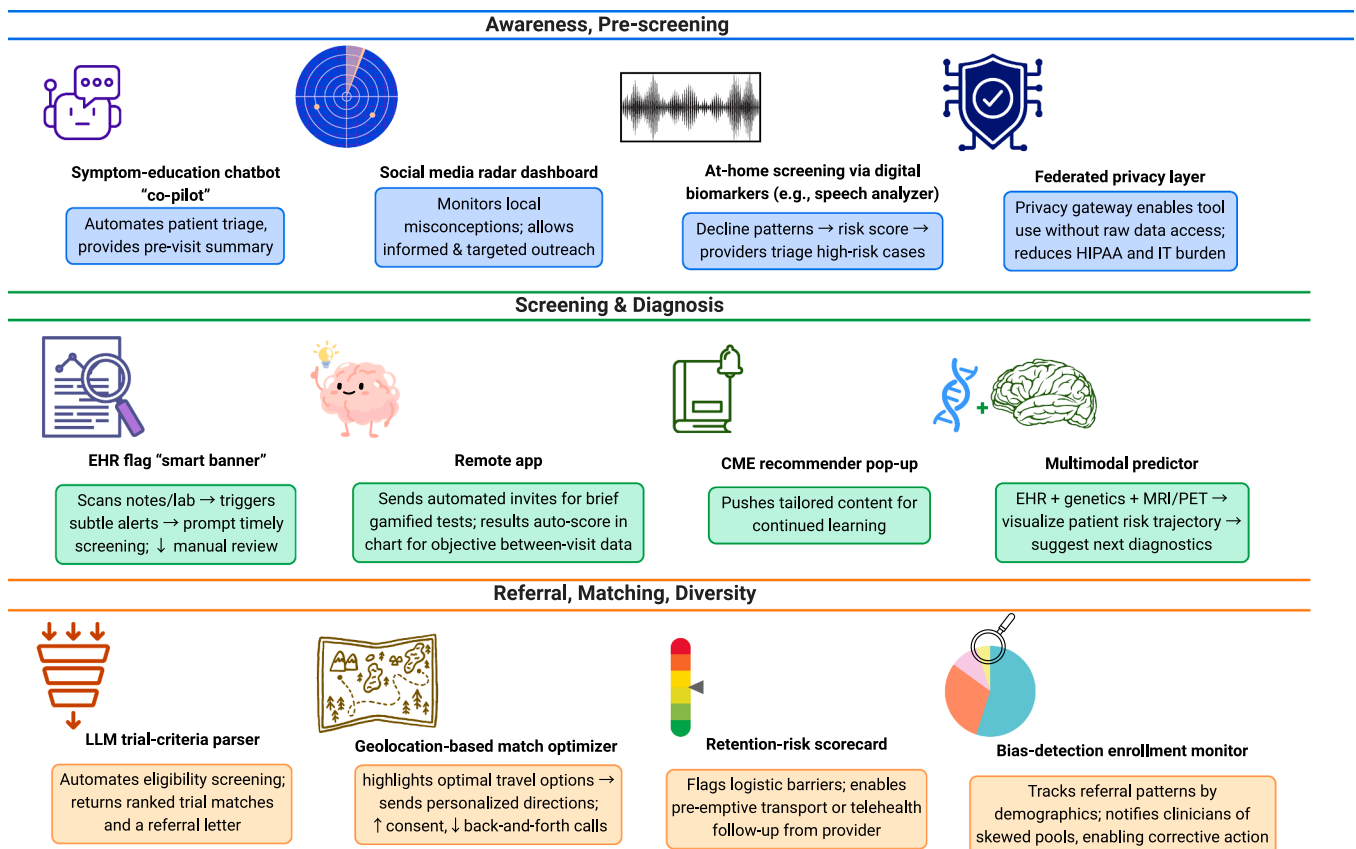 Awareness, Pre-screening
Symptom-education chatbot
“co-pilot”
Automates patient triage,
provides pre-visit summary
Social media radar dashboard
Monitors local
misconceptions; allows
informed & targeted outreach
At-home screening via digital
biomarkers (e.g., speech analyzer)
Decline patterns → risk score →
providers triage high-risk cases
Federated privacy layer
Privacy gateway enables tool
use without raw data access;
reduces HIPAA and IT burden
Screening & Diagnosis
EHR flag “smart banner”
Scans notes/lab → triggers
subtle alerts → prompt timely
screening; ↓ manual review
Remote app
Sends automated invites for brief
gamified tests; results auto-score in
chart for objective between-visit data
CME recommender pop-up
Pushes tailored content for
continued learning
+
Multimodal predictor
EHR + genetics + MRI/PET →
visualize patient risk trajectory →
suggest next diagnostics
Referral, Matching, Diversity
LLM trial-criteria parser
Automates eligibility screening;
returns ranked trial matches
and a referral letter
Geolocation-based match optimizer
highlights optimal travel options →
sends personalized directions;
↑ consent, ↓ back-and-forth calls
Retention-risk scorecard
Flags logistic barriers; enables
pre-emptive transport or telehealth
follow-up from provider
Bias-detection enrollment monitor
Tracks referral patterns by
demographics; notifies clinicians of
skewed pools, enabling corrective action